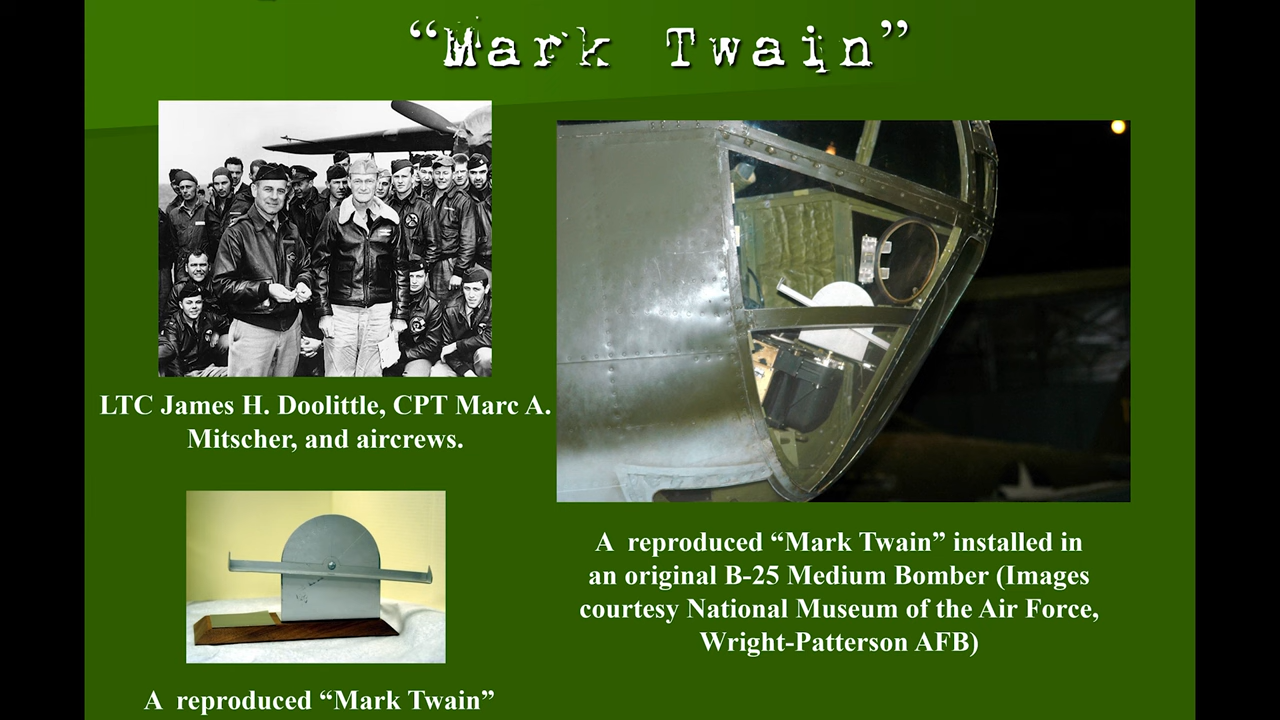 “Mark Twain”
LTC James H. Doolittle, CPT Marc A.
Mitscher, and aircrews.
A reproduced “Mark Twain” installed in
an original B-25 Medium Bomber (Images
courtesy National Museum of the Air Force,
Wright-Patterson AFB)
A reproduced “Mark Twain”